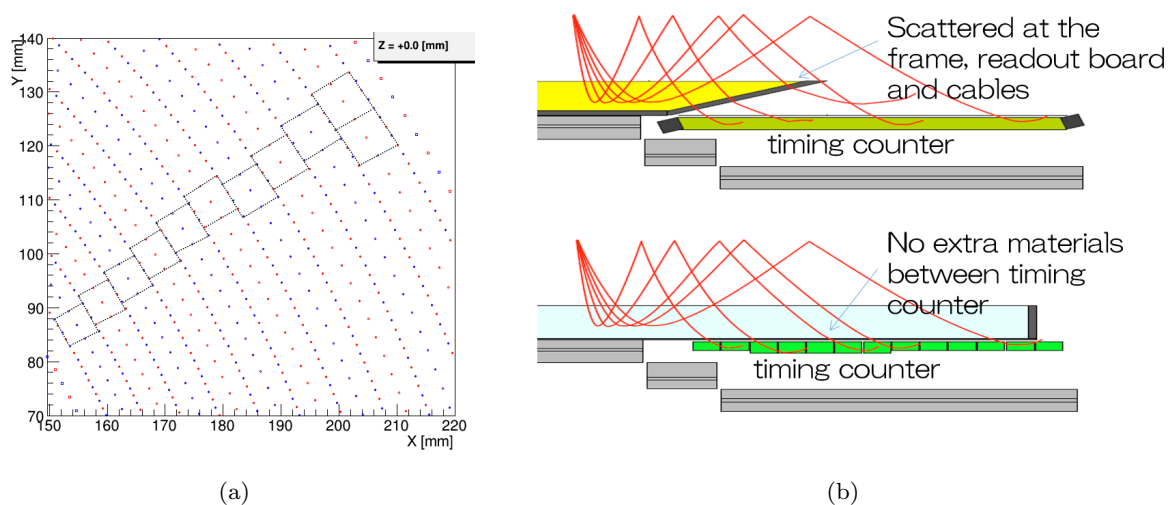 Y [mm]
140
130
120
110
100
90
80
70
150
160
170
180
190
200
210
220
X [mm]
Z = +0.0 [mm]
(a)
Scattered at the
frame, readout board
and cables
timing counter
No extra materials
between timing
counter
timing counter
(b)